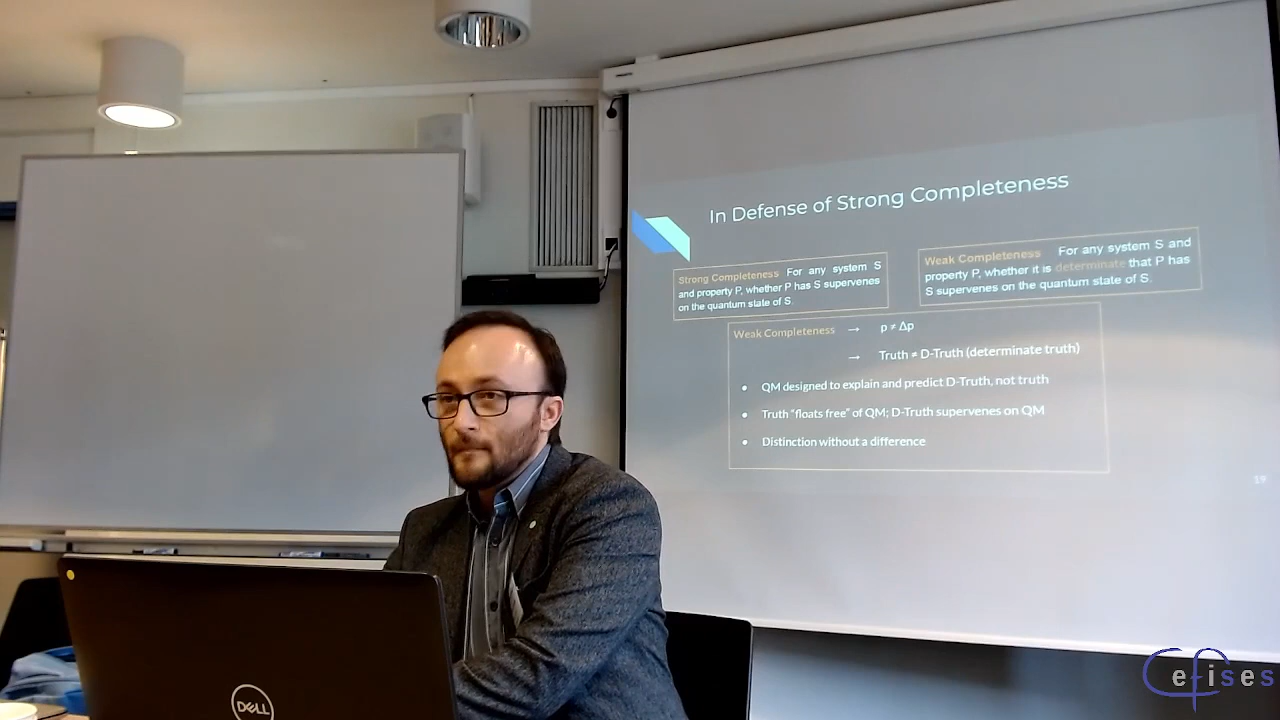 In Defense of Strong Completeness
Strong Completeness For any system S
and property P, whether P has S supervenes
on the quantum state of S.
Weak Completeness For any system S and
property P, whether it is determinate that P has
S supervenes on the quantum state of S.
Weak Completeness → p ≠ Δp
→ Truth ≠ D-Truth (determinate truth)
• QM designed to explain and predict D-Truth, not truth
• Truth "floats free" of QM; D-Truth supervenes on QM
• Distinction without a difference
19
DELL
Cefises